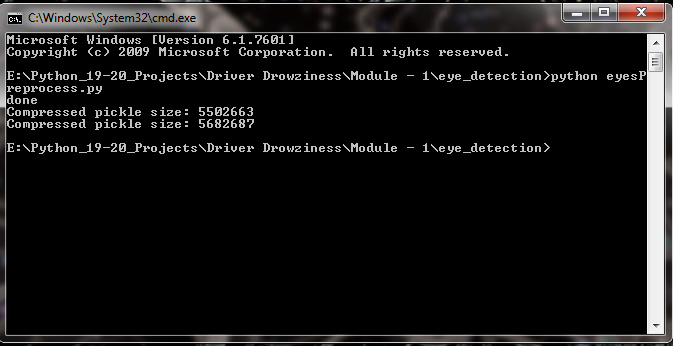 C:\Windows\System32\cmd.exe
Microsoft Windows [Version 6.1.7601]
Copyright (c) 2009 Microsoft Corporation.  All rights reserved.
E:\Python_19-20_Projects\Driver Drowziness\Module - 1\eye_detection>python eyesP
reprocess.py
done
Compressed pickle size: 5502663
Compressed pickle size: 5682687
E:\Python_19-20_Projects\Driver Drowziness\Module - 1\eye_detection>